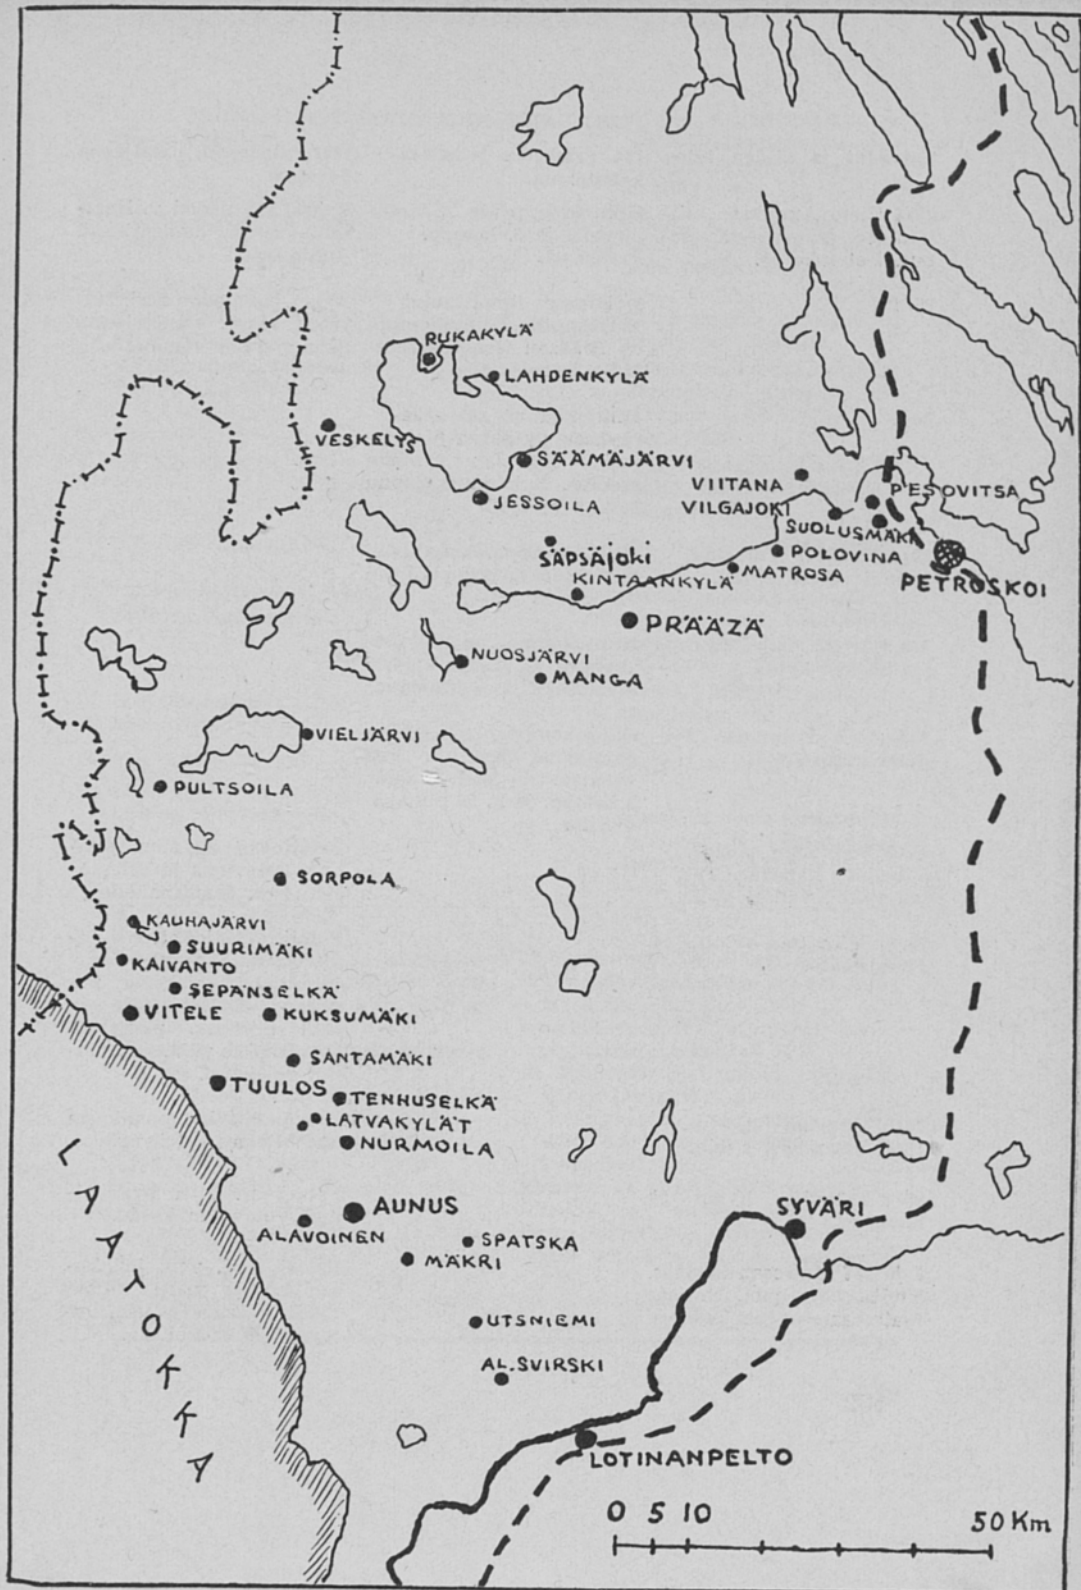 RUKAKYLÄ
LAHDENKYLÄ
VESKELYS
SÄÄMÄJÄRVI
VIITANA
PESOVITSA
JESSOILA
VILGAJOKI
SUOLUSMÄKI
SÄPSÄJOKI
POLOVINA
KINTAANKYLÄ
MATROSA
PETROSKOI
PRÄÄZÄ
NUOSJÄRVI
MANGA
VIELJÄRVI
PULTSOILA
SORPOLA
KAUHAJÄRVI
SUURIMÄKI
KAIVANTO
SEPÄNSELKÄ
VITELE
KUKSUMÄKI
SANTAMÄKI
TUULOS
TENHUSELKÄ
LATVAKYLÄT
NURMOILA
LAATOKKA
AUNUS
SYVÄRI
ALAVOINEN
SPATSKA
MÄKRI
UTSNIEMI
AL.SVIRSKI
LOTINANPELTO
0 5 10 50 Km